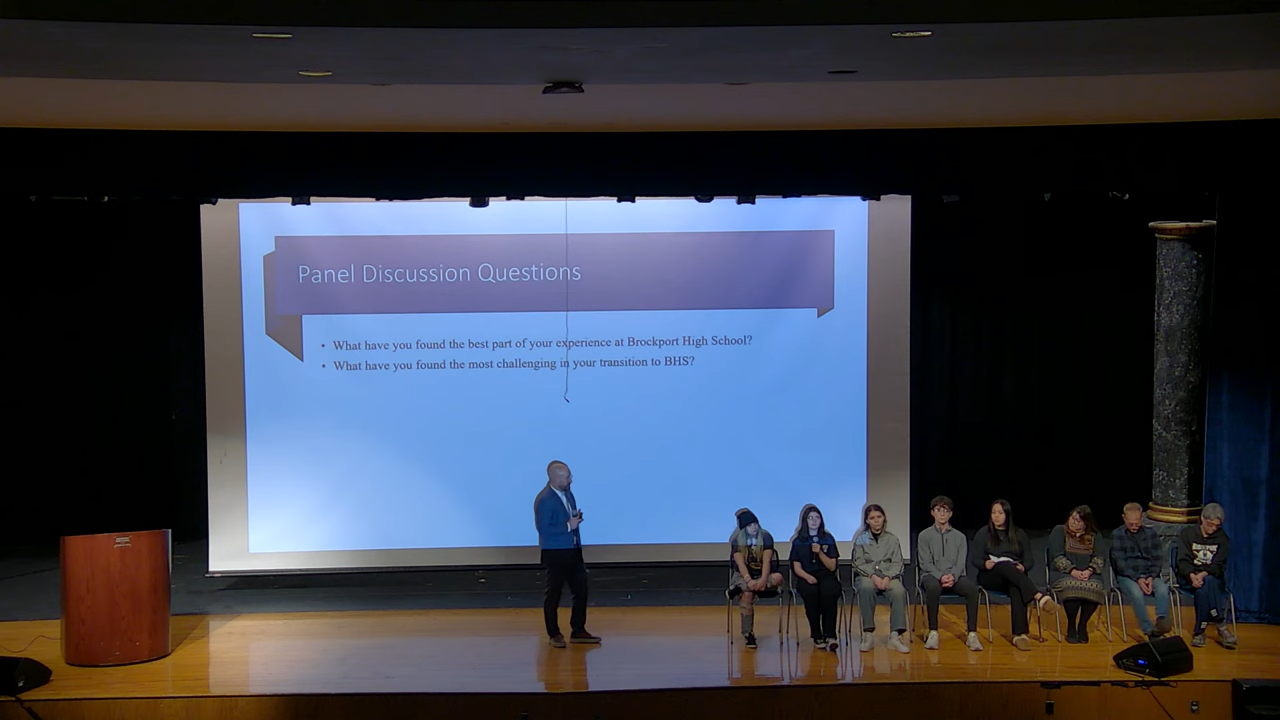 Panel Discussion Questions
• What have you found the best part of your experience at Brockport High School?
• What have you found the most challenging in your transition to BHS?